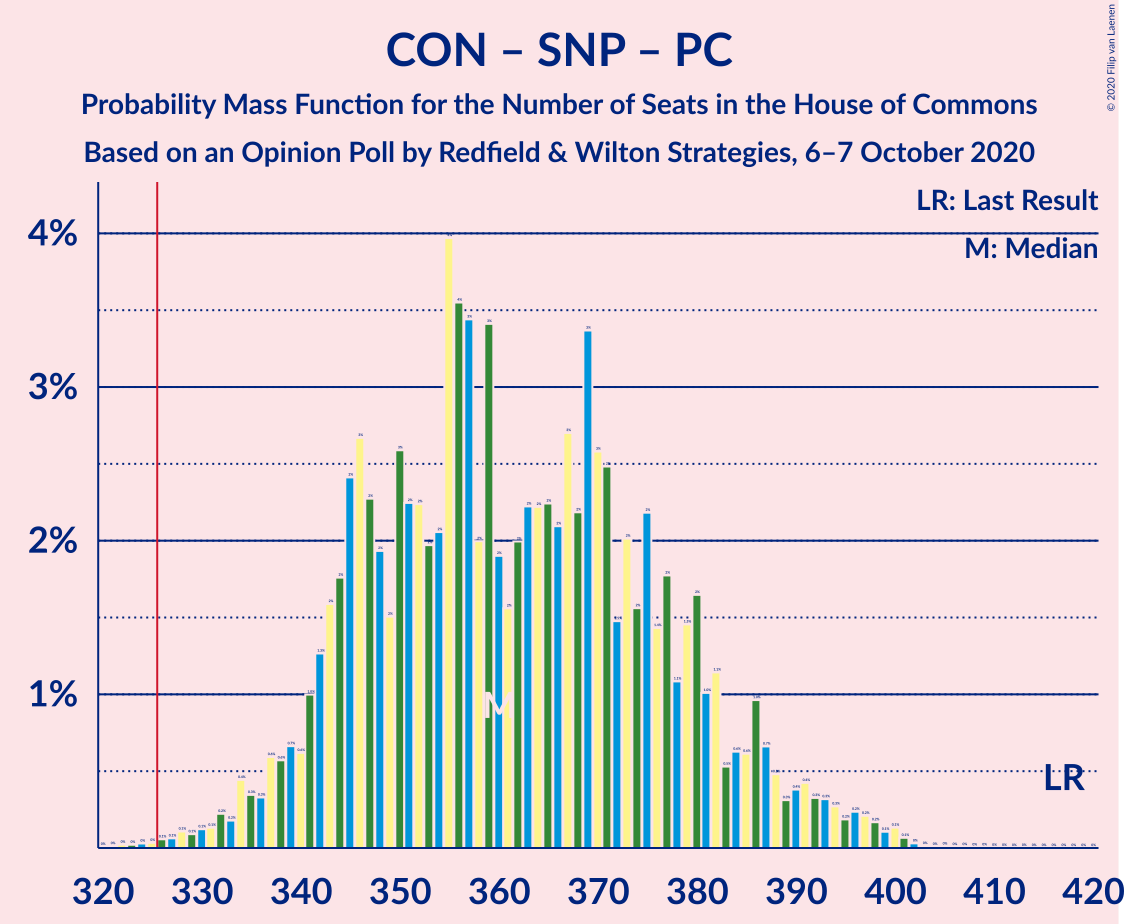 CON – SNP – PC
Probability Mass Function for the Number of Seats in the House of Commons
Based on an Opinion Poll by Redfield & Wilton Strategies, 6–7 October 2020
© 2020 Filip van Laenen
LR: Last Result
M: Median
4%
3%
2%
1%
M
LR
320 330 340 350 360 370 380 390 400 410 420